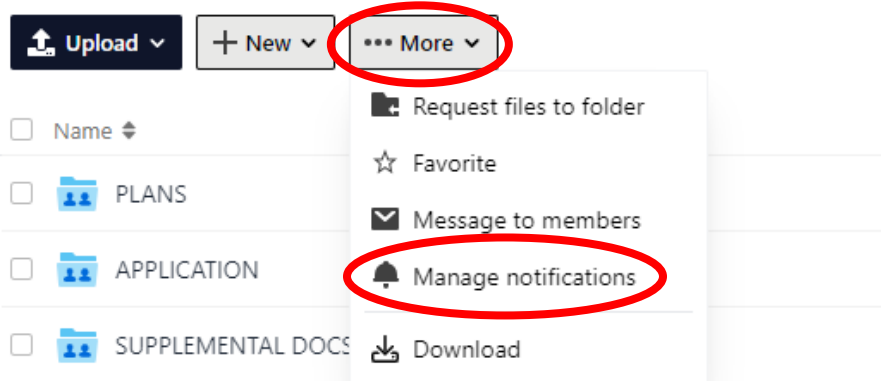 Upload
New
More
Request files to folder
Name
Favorite
PLANS
Message to members
APPLICATION
Manage notifications
SUPPLEMENTAL DOCS
Download